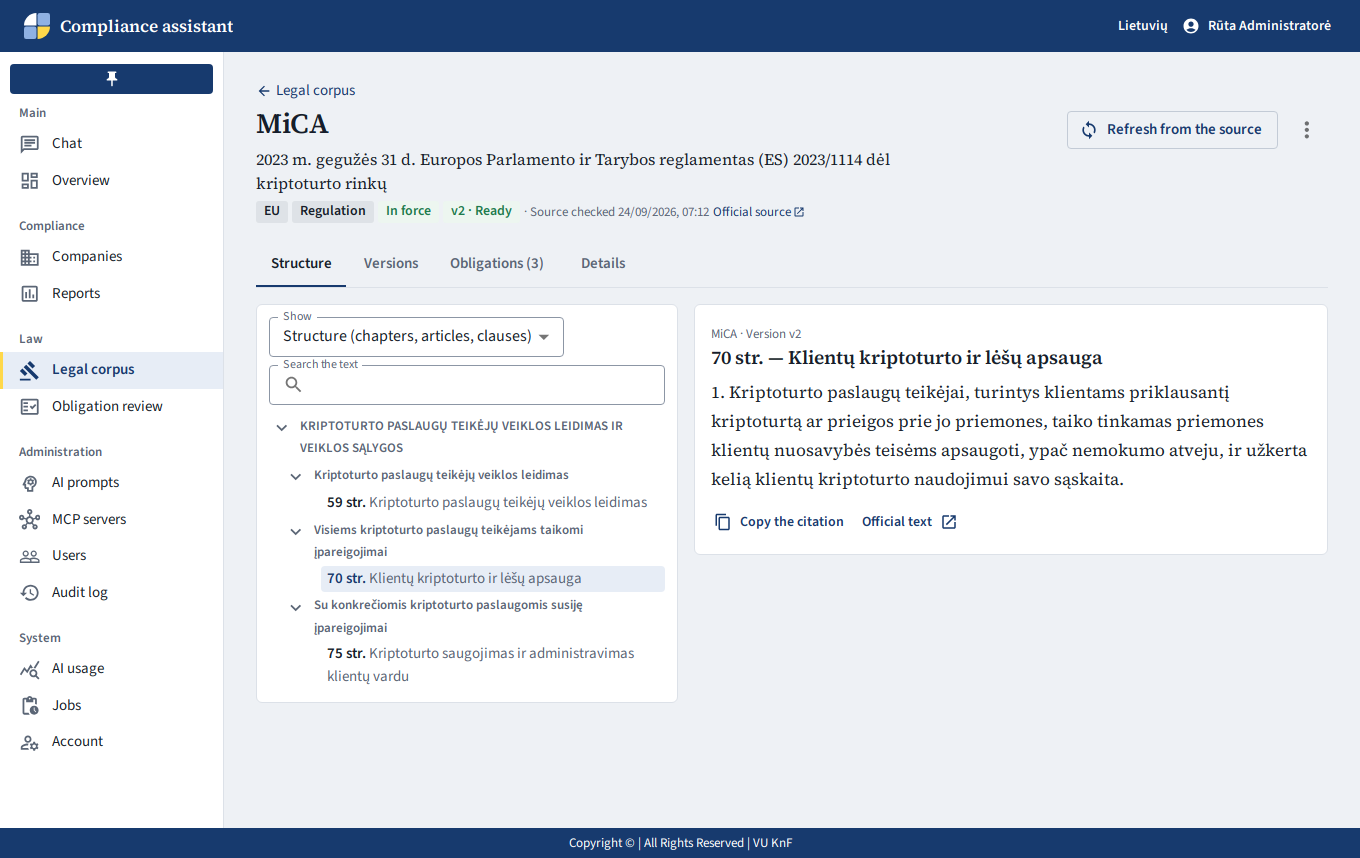 Compliance assistant
Lietuvių
Rūta Administratorė
Main
Chat
Overview
Compliance
Companies
Reports
Law
Legal corpus
Obligation review
Administration
AI prompts
MCP servers
Users
Audit log
System
AI usage
Jobs
Account
Legal corpus
MiCA
Refresh from the source
2023 m. gegužės 31 d. Europos Parlamento ir Tarybos reglamentas (ES) 2023/1114 dėl
kriptoturto rinkų
EU Regulation In force v2 · Ready · Source checked 24/09/2026, 07:12 Official source
Structure
Versions
Obligations (3)
Details
Show
Structure (chapters, articles, clauses)
Search the text
KRIPTOTURTO PASLAUGŲ TEIKĖJŲ VEIKLOS LEIDIMAS IR
VEIKLOS SĄLYGOS
Kriptoturto paslaugų teikėjų veiklos leidimas
59 str. Kriptoturto paslaugų teikėjų veiklos leidimas
Visiems kriptoturto paslaugų teikėjams taikomi
įpareigojimai
70 str. Klientų kriptoturto ir lėšų apsauga
Su konkrečiomis kriptoturto paslaugomis susiję
įpareigojimai
75 str. Kriptoturto saugojimas ir administravimas
klientų vardu
MiCA · Version v2
70 str. — Klientų kriptoturto ir lėšų apsauga
1. Kriptoturto paslaugų teikėjai, turintys klientams priklausantį
kriptoturtą ar prieigos prie jo priemones, taiko tinkamas priemones
klientų nuosavybės teisėms apsaugoti, ypač nemokumo atveju, ir užkerta
kelią klientų kriptoturto naudojimui savo sąskaita.
Copy the citation
Official text
Copyright © | All Rights Reserved | VU KnF